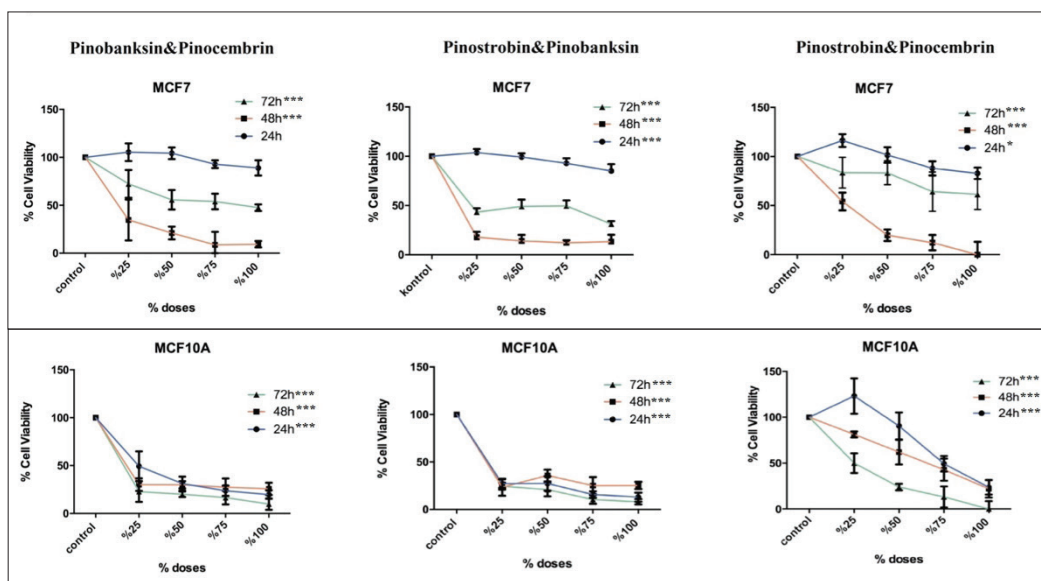 Pinobanksin&Pinocembrin
MCF7
150
100
50
0
% Cell Viability
72h***
48h***
24h
control
%25
%50
%75
%100
% doses
Pinostrobin&Pinobanksin
MCF7
150
100
50
0
% Cell Viability
72h***
48h***
24h***
kontrol
%25
%50
%75
%100
% doses
Pinostrobin&Pinocembrin
MCF7
150
100
50
0
% Cell Viability
72h***
48h***
24h*
control
%25
%50
%75
%100
% doses
MCF10A
150
100
50
0
% Cell Viability
72h***
48h***
24h***
control
%25
%50
%75
%100
% doses
MCF10A
150
100
50
0
% Cell Viability
72h***
48h***
24h***
control
%25
%50
%75
%100
% doses
MCF10A
150
100
50
0
% Cell Viability
72h***
48h***
24h***
control
%25
%50
%75
%100
% doses